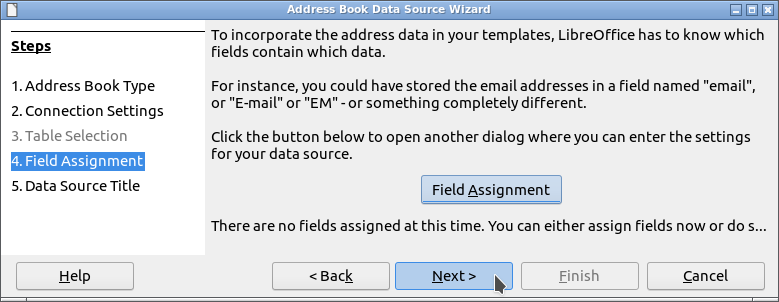 Address Book Data Source Wizard
Steps
1. Address Book Type
2. Connection Settings
3. Table Selection
4. Field Assignment
5. Data Source Title
To incorporate the address data in your templates, LibreOffice has to know which
fields contain which data.
For instance, you could have stored the email addresses in a field named "email",
or "E-mail" or "EM" - or something completely different.
Click the button below to open another dialog where you can enter the settings
for your data source.
Field Assignment
There are no fields assigned at this time. You can either assign fields now or do s...
Help
< Back
Next >
Finish
Cancel